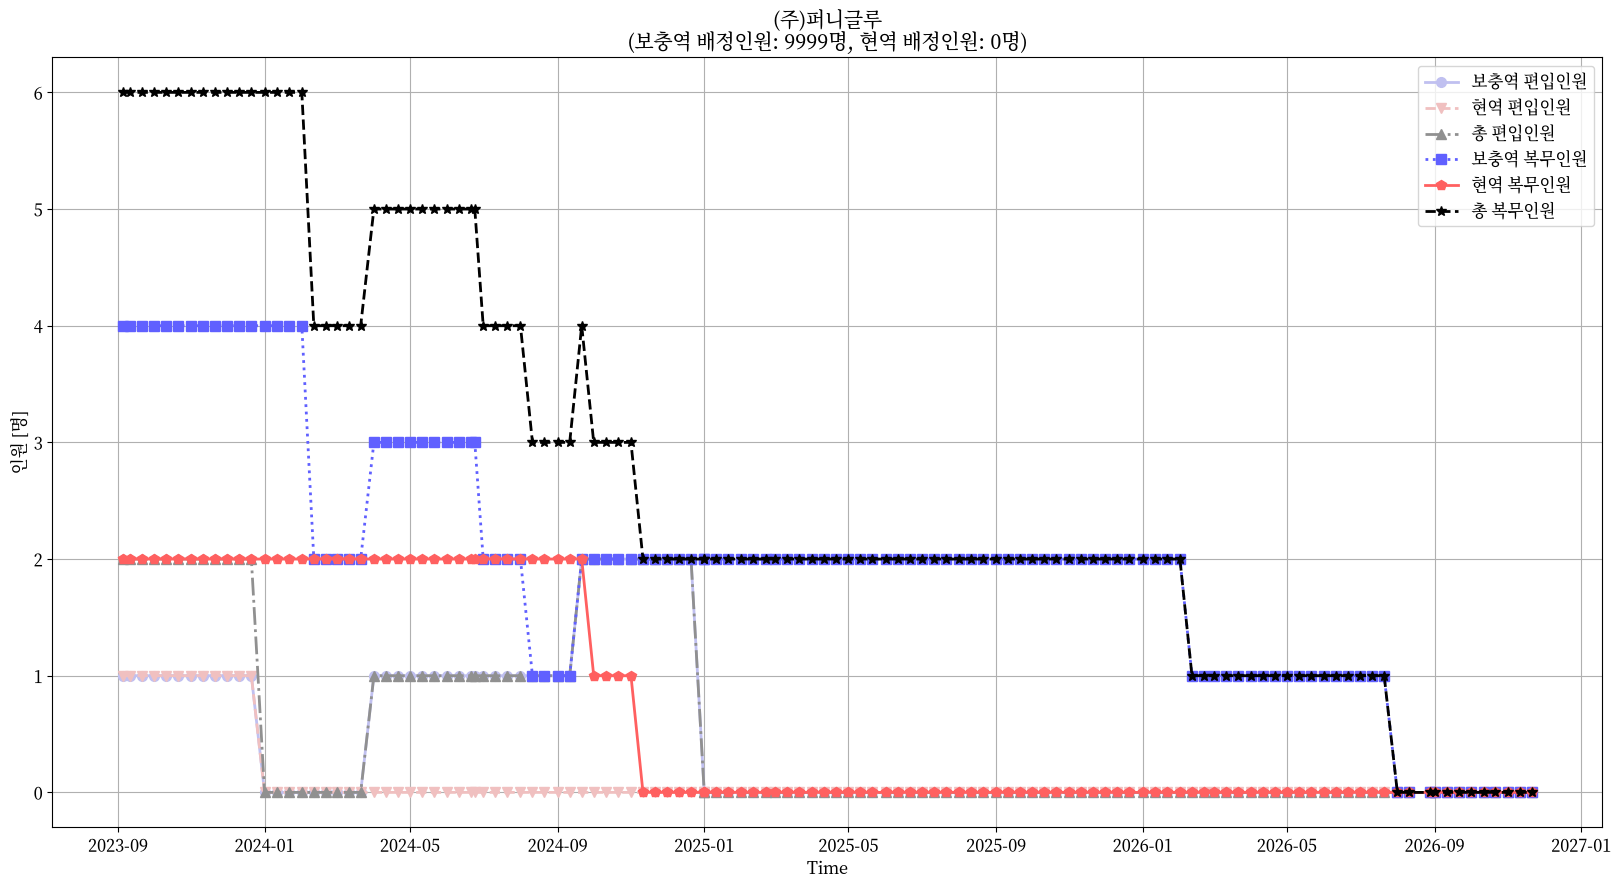 (주)퍼니글루
(보충역 배정인원: 9999명, 현역 배정인원: 0명)
보충역 편입인원
현역 편입인원
총 편입인원
보충역 복무인원
현역 복무인원
총 복무인원
인원 [명]
6
5
4
3
2
1
0
2023-09
2024-01
2024-05
2024-09
2025-01
2025-05
2025-09
2026-01
2026-05
2026-09
2027-01
Time